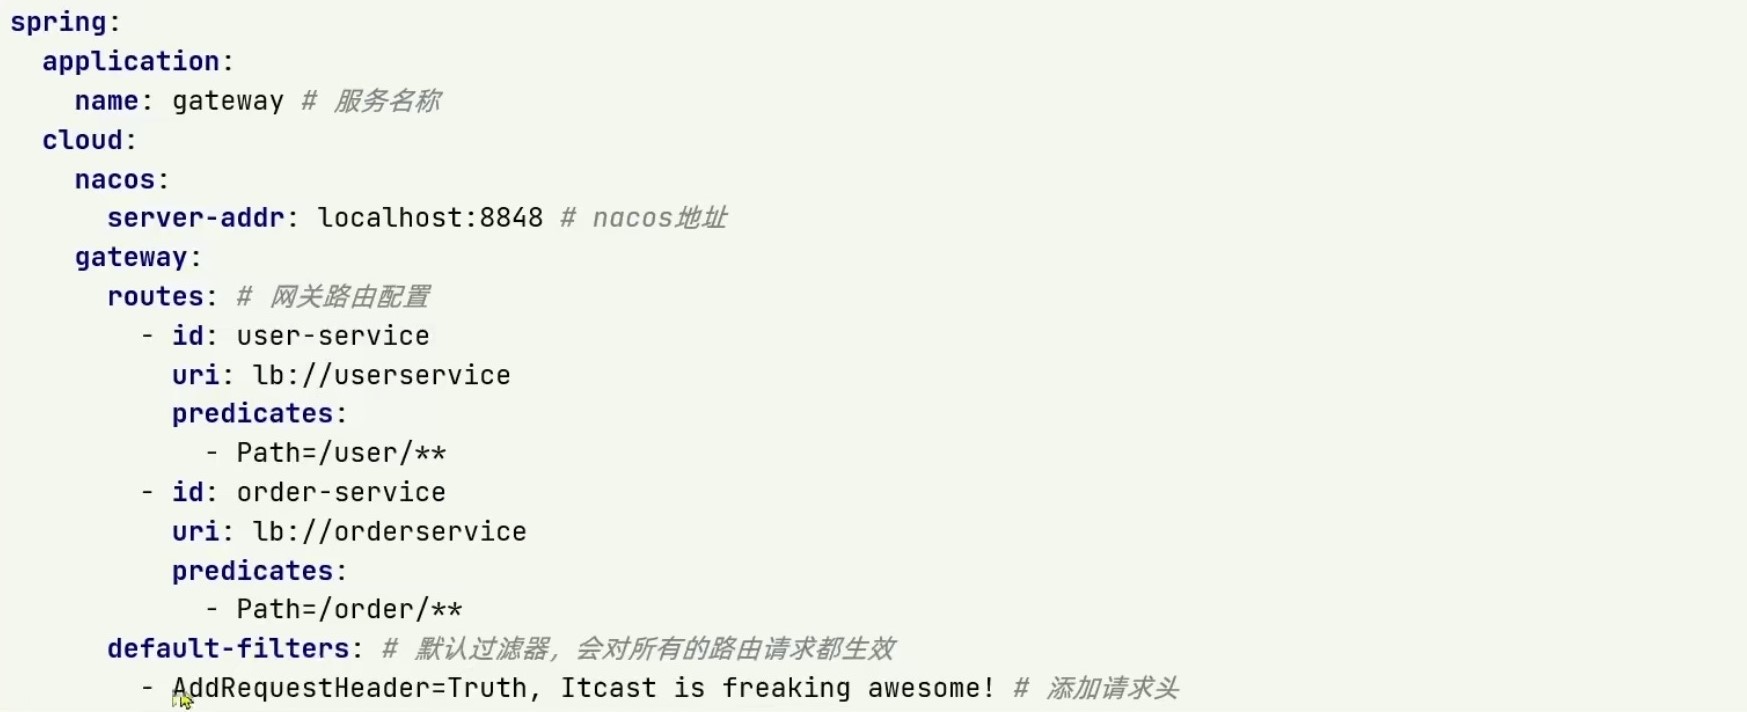 spring:
  application:
    name: gateway # 服务名称
  cloud:
    nacos:
      server-addr: localhost:8848 # nacos地址
    gateway:
      routes: # 网关路由配置
        - id: user-service
          uri: lb://userservice
          predicates:
            - Path=/user/**
        - id: order-service
          uri: lb://orderservice
          predicates:
            - Path=/order/**
      default-filters: # 默认过滤器，会对所有的路由请求都生效
        - AddRequestHeader=Truth, Itcast is freaking awesome! # 添加请求头